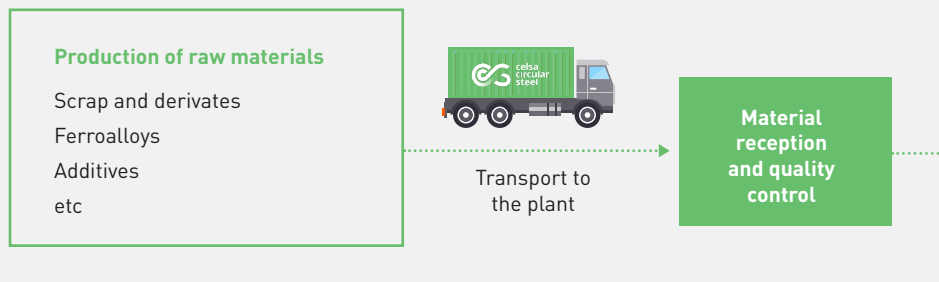 Production of raw materials
Scrap and derivates
Ferroalloys
Additives
etc
celsa
circular
steel
Transport to
the plant
Material
reception
and quality
control